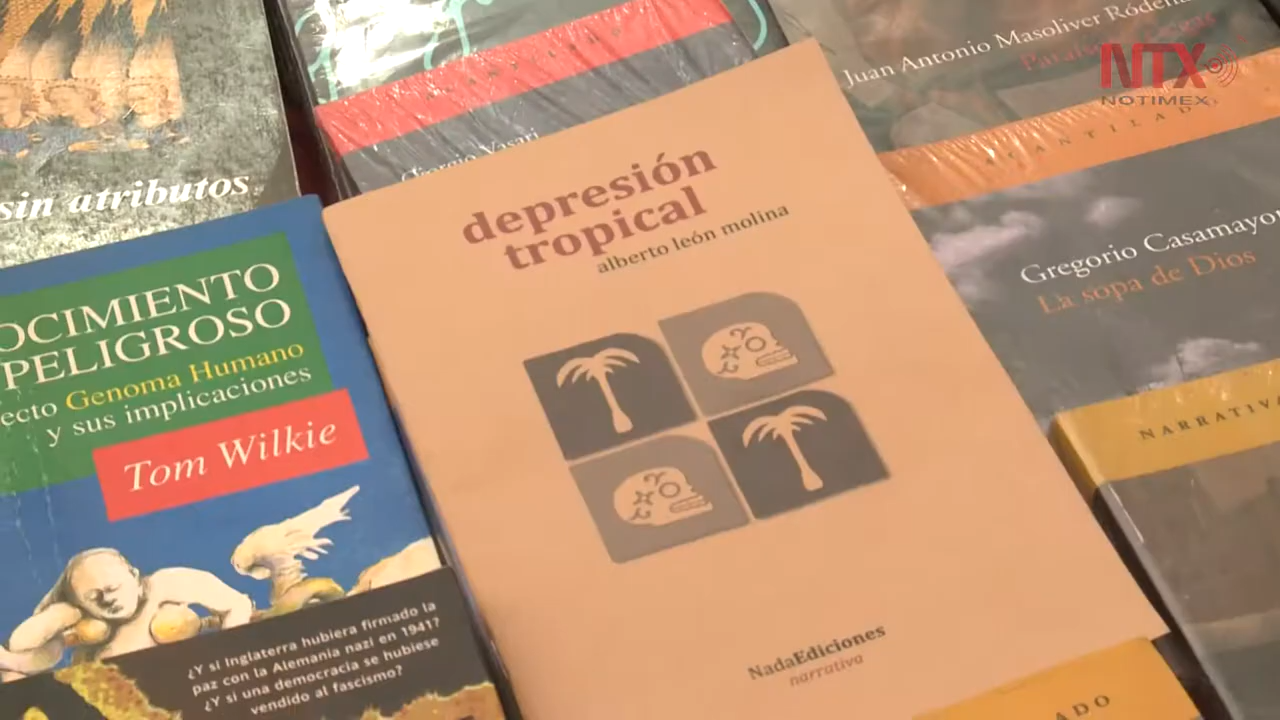 sin atributos
Giorgio Vasari
Juan Antonio Masoliver Ródenas
NTX
NOTIMEX
ACANTILADO
depresión
tropical
alberto león molina
OCIMIENTO
PELIGROSO
ecto Genoma Humano
y sus implicaciones
Tom Wilkie
Gregorio Casamayor
La sopa de Dios
NARRATIVA
¿Y si Inglaterra hubiera firmado la
paz con la Alemania nazi en 1941?
¿Y si una democracia se hubiese
vendido al fascismo?
NadaEdiciones
narrativa
ADO